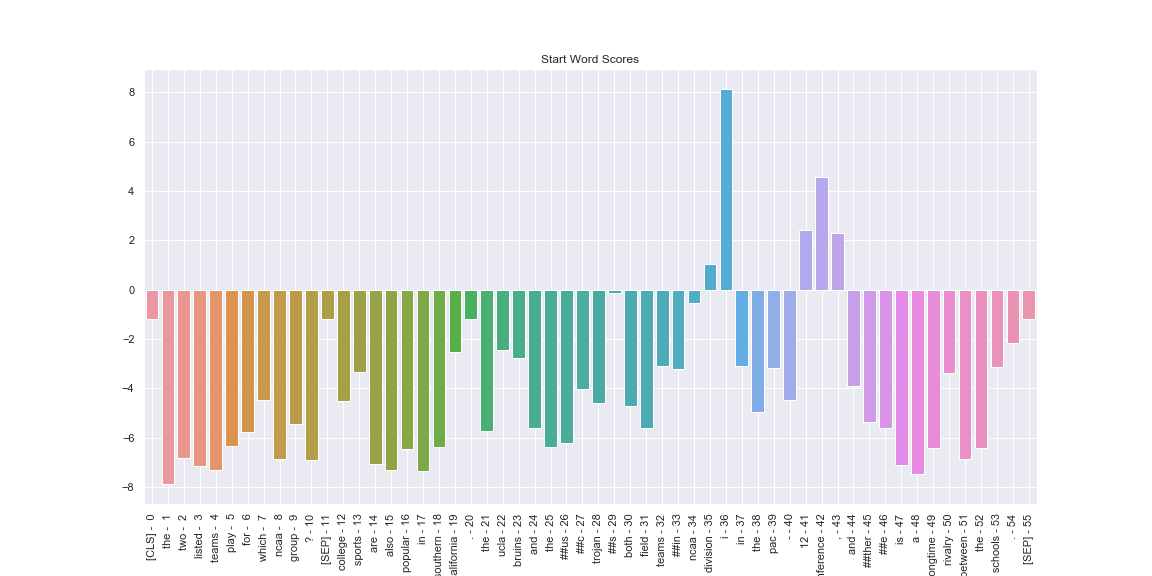 Start Word Scores
8
6
4
2
0
−2
−4
−6
−8
[CLS] - 0
the - 1
two - 2
listed - 3
teams - 4
play - 5
for - 6
which - 7
ncaa - 8
group - 9
? - 10
[SEP] - 11
college - 12
sports - 13
are - 14
also - 15
popular - 16
in - 17
southern - 18
alifornia - 19
. - 20
the - 21
ucla - 22
bruins - 23
and - 24
the - 25
##us - 26
##c - 27
trojan - 28
##s - 29
both - 30
field - 31
teams - 32
##in - 33
ncaa - 34
division - 35
i - 36
in - 37
the - 38
pac - 39
- - 40
12 - 41
nference - 42
, - 43
and - 44
##ther - 45
##e - 46
is - 47
a - 48
ongtime - 49
rivalry - 50
between - 51
the - 52
schools - 53
. - 54
[SEP] - 55